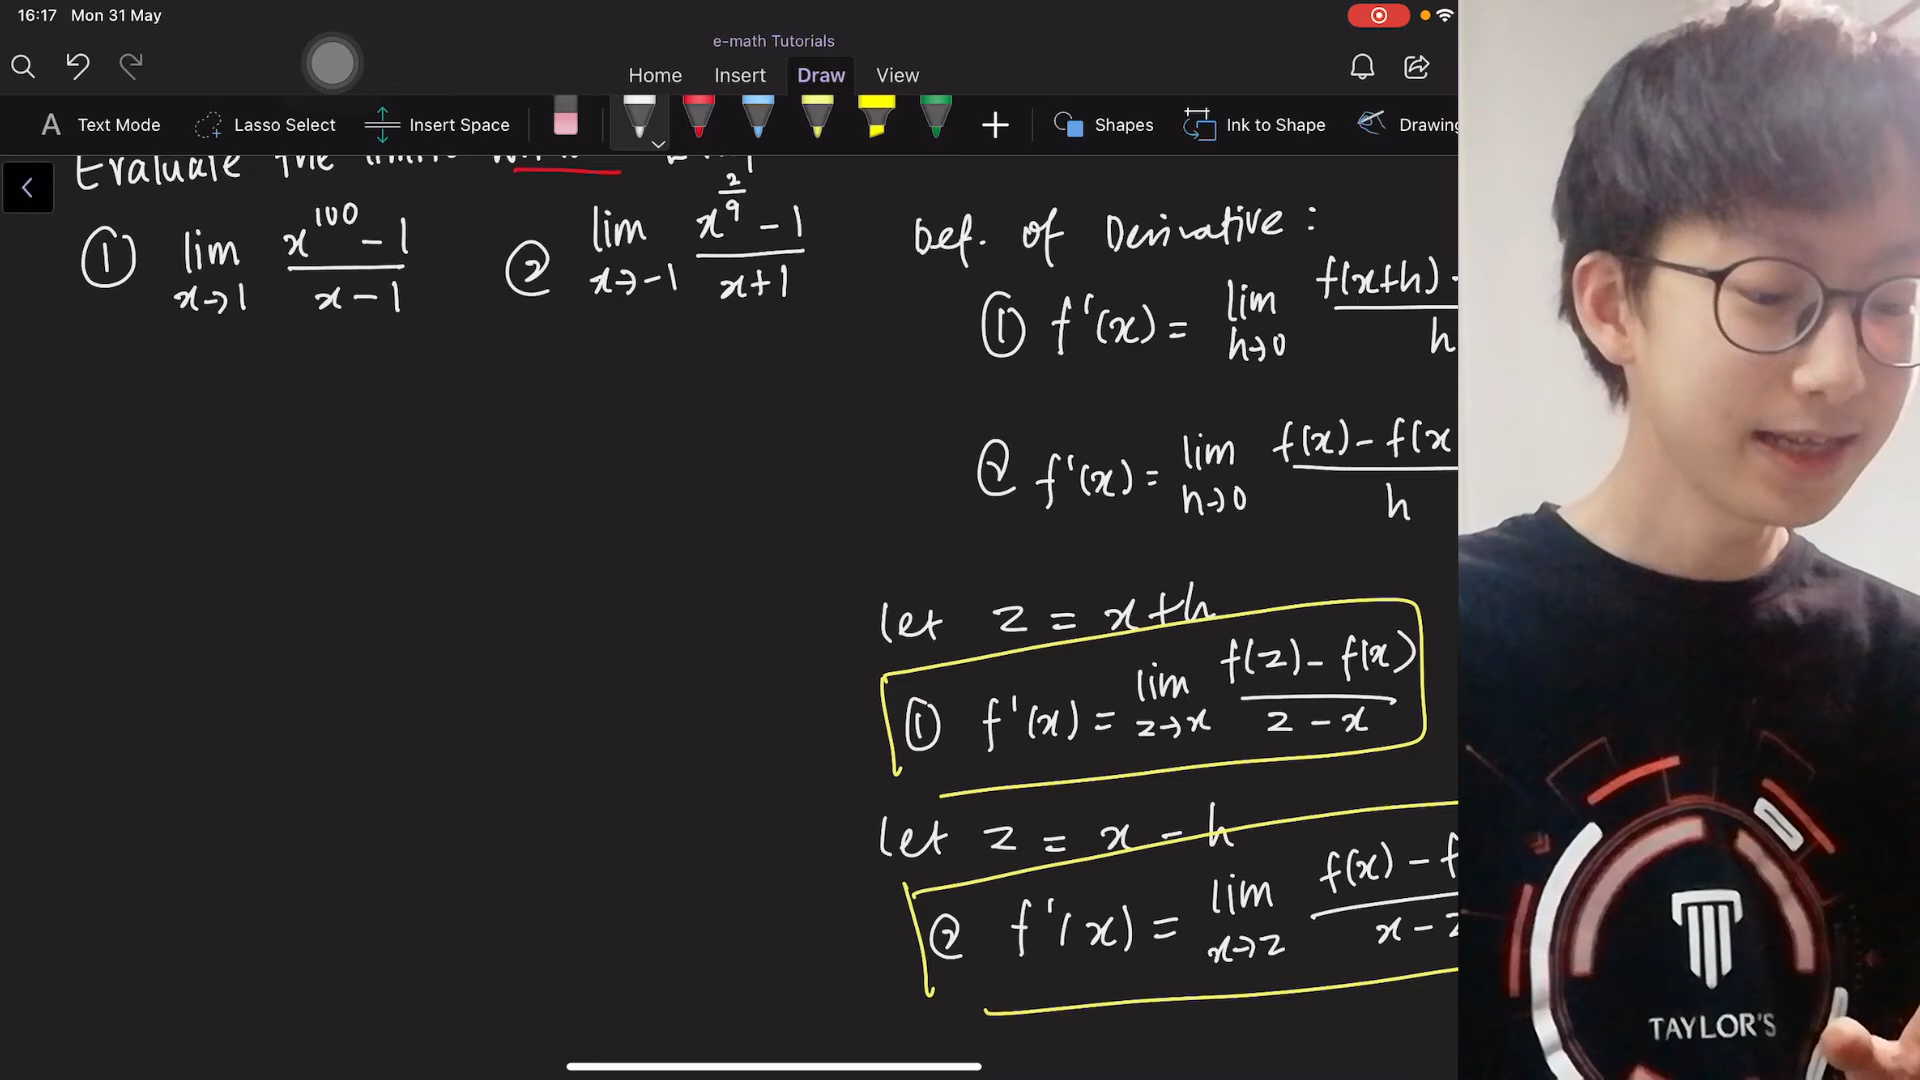 16:17 Mon 31 May
e-math Tutorials
Home Insert Draw View
A Text Mode Lasso Select Insert Space + Shapes Ink to Shape Drawing
Evaluate the
① lim x→1 (x^100 - 1)/(x - 1) ② lim x→-1 (x^(2/9) - 1)/(x+1)
Def. of Derivative :
① f'(x) = lim h→0 f(x+h) - / h
② f'(x) = lim h→0 f(x) - f(x / h
let z = x+h
① f'(x) = lim z→x (f(z) - f(x))/(z - x)
let z = x - h
② f'(x) = lim x→z f(x) - f / x - z
TAYLOR'S